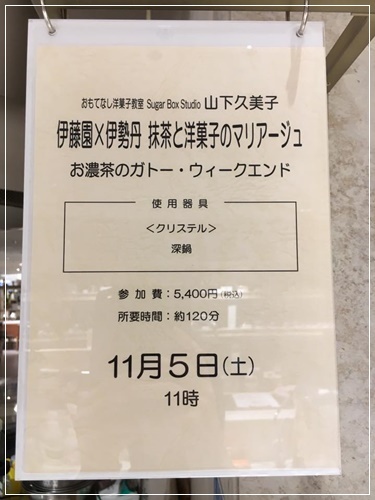 おもてなし洋菓子教室 Sugar Box Studio 山下久美子
伊藤園×伊勢丹 抹茶と洋菓子のマリアージュ
お濃茶のガトー・ウィークエンド
使用器具
＜クリステル＞
深鍋
参加費：5,400円（税込）
所要時間：約120分
11月5日（土）
11時